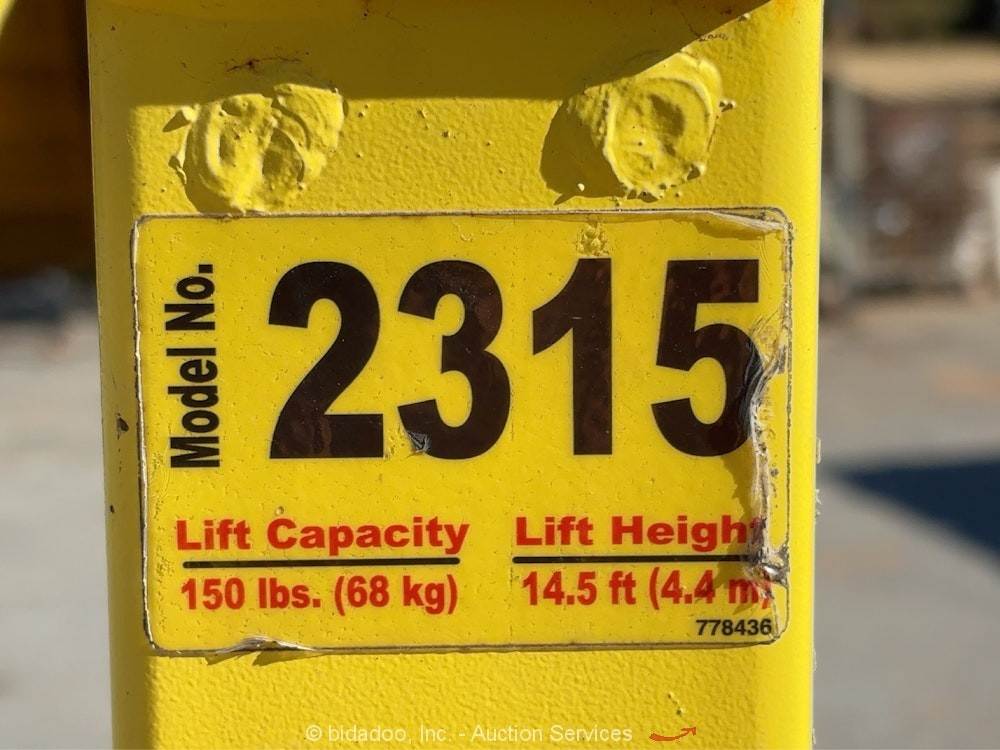 Model No.
2315
Lift Capacity
150 lbs. (68 kg)
Lift Height
14.5 ft (4.4 m)
778436
© bidadoo, Inc. - Auction Services